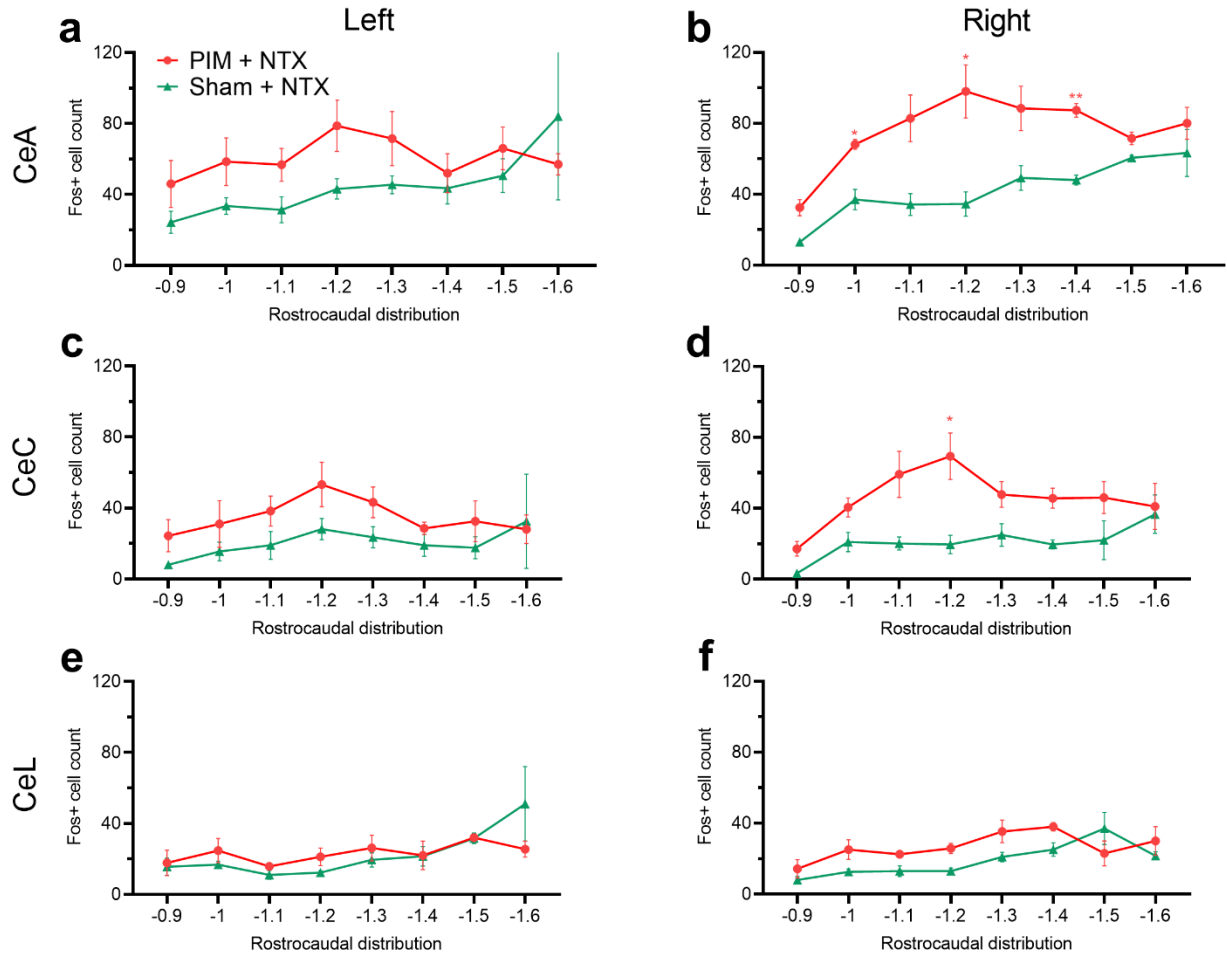 Left
Right
a
120
80
40
0
Fos+ cell count
CeA
PIM + NTX
Sham + NTX
-0.9 -1 -1.1 -1.2 -1.3 -1.4 -1.5 -1.6
Rostrocaudal distribution
b
120
80
40
0
Fos+ cell count
* * **
-0.9 -1 -1.1 -1.2 -1.3 -1.4 -1.5 -1.6
Rostrocaudal distribution
c
120
80
40
0
Fos+ cell count
CeC
-0.9 -1 -1.1 -1.2 -1.3 -1.4 -1.5 -1.6
Rostrocaudal distribution
d
120
80
40
0
Fos+ cell count
*
-0.9 -1 -1.1 -1.2 -1.3 -1.4 -1.5 -1.6
Rostrocaudal distribution
e
120
80
40
0
Fos+ cell count
CeL
-0.9 -1 -1.1 -1.2 -1.3 -1.4 -1.5 -1.6
Rostrocaudal distribution
f
120
80
40
0
Fos+ cell count
-0.9 -1 -1.1 -1.2 -1.3 -1.4 -1.5 -1.6
Rostrocaudal distribution